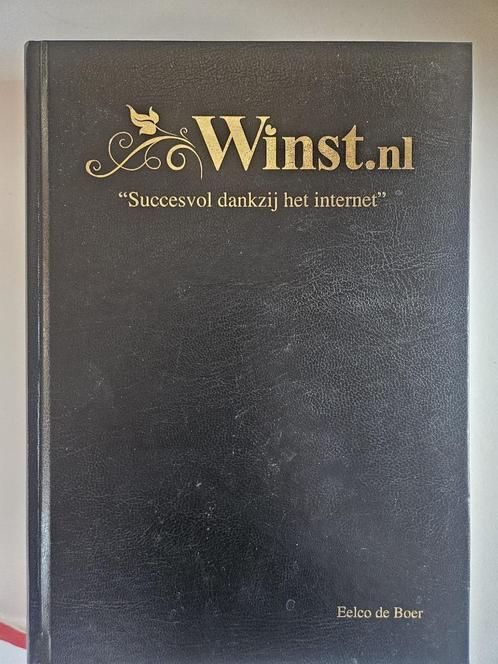 Winst.nl
“Succesvol dankzij het internet”
Eelco de Boer